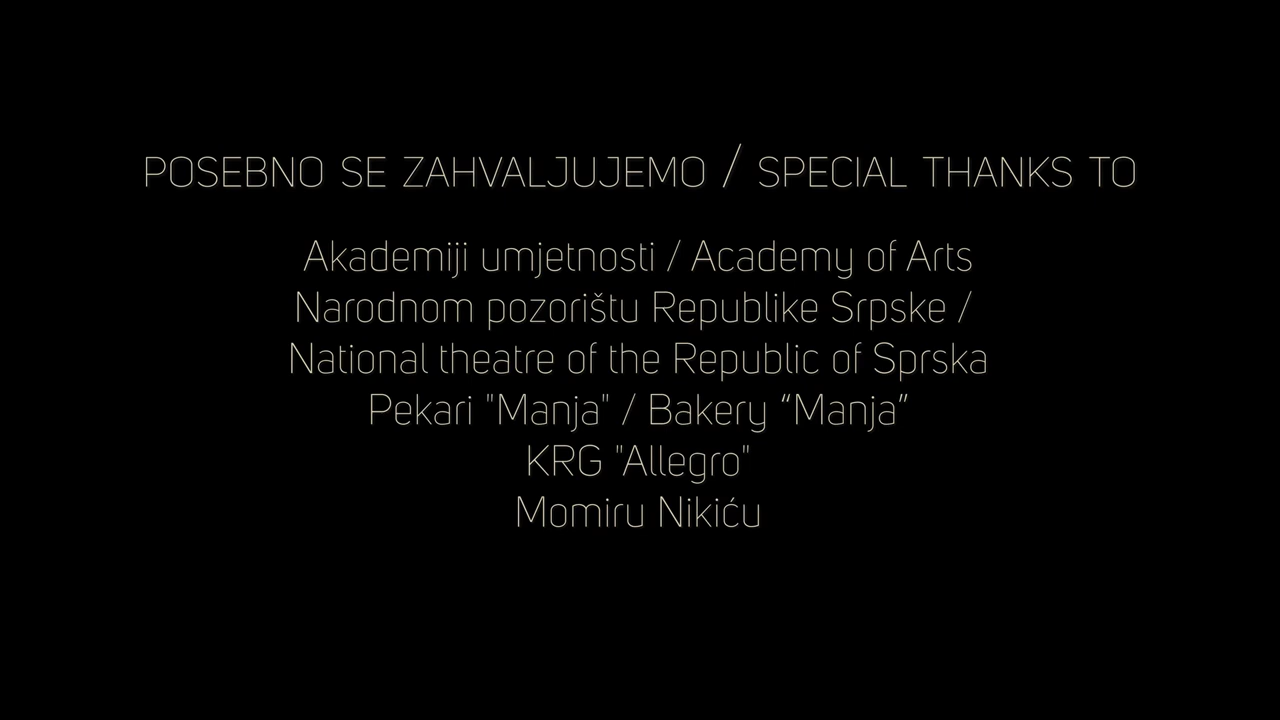 POSEBNO SE ZAHVALJUJEMO / SPECIAL THANKS TO
Akademiji umjetnosti / Academy of Arts
Narodnom pozorištu Republike Srpske /
National theatre of the Republic of Sprska
Pekari "Manja" / Bakery “Manja”
KRG "Allegro"
Momiru Nikiću